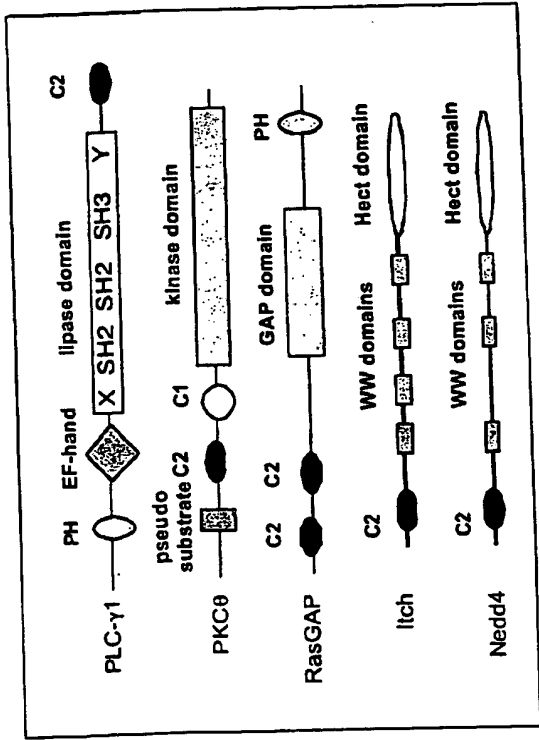 PH EF-hand lipase domain C2
X SH2 SH2 SH3 Y
PLC-γ1
pseudo
substrate C2 C1 kinase domain
PKCθ
C2 C2 GAP domain PH
RasGAP
C2 WW domains Hect domain
Itch
C2 WW domains Hect domain
Nedd4